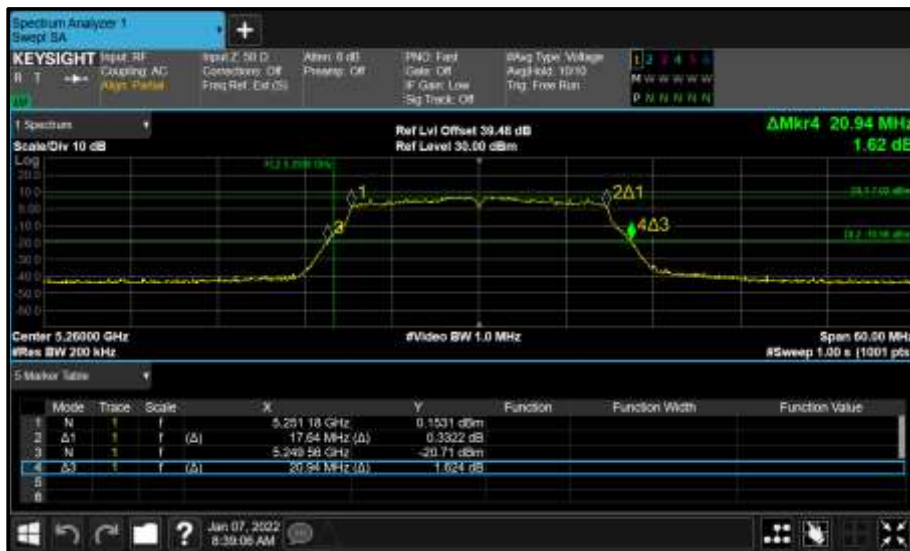 Spectrum Analyzer 1
Swept SA
+
KEYSIGHT
Input: RF
Coupling: AC
Align: Partial
Input Z: 50 Ω
Corrections: Off
Freq Ref: Ext (S)
Atten: 6 dB
Preamp: Off
PNO: Fast
Gate: Off
IF Gain: Low
Sig Track: Off
#Avg Type: Voltage
Avg|Hold: 10/10
Trig: Free Run
1 2 3 4 5 6
M W W W W W
P N N N N N
R T
1 Spectrum
Scale/Div 10 dB
Ref Lvl Offset 39.48 dB
Ref Level 30.00 dBm
ΔMkr4 20.94 MHz
1.62 dB
Log
20.0
10.0
0.00
-10.0
-20.0
-30.0
-40.0
-50.0
-60.0
1
2Δ1
3
4Δ3
Center 5.26000 GHz
#Video BW 1.0 MHz
Span 60.00 MHz
#Res BW 200 kHz
#Sweep 1.00 s (1001 pts
5 Marker Table
Mode Trace Scale X Y Function Function Width Function Value
1 N 1 f 5.251 18 GHz 0.1531 dBm
2 Δ1 1 f (Δ) 17.64 MHz (Δ) 0.3322 dB
3 N 1 f 5.249 56 GHz -20.71 dBm
4 Δ3 1 f (Δ) 20.94 MHz (Δ) 1.624 dB
5
6
?
Jan 07, 2022
8:39:06 AM